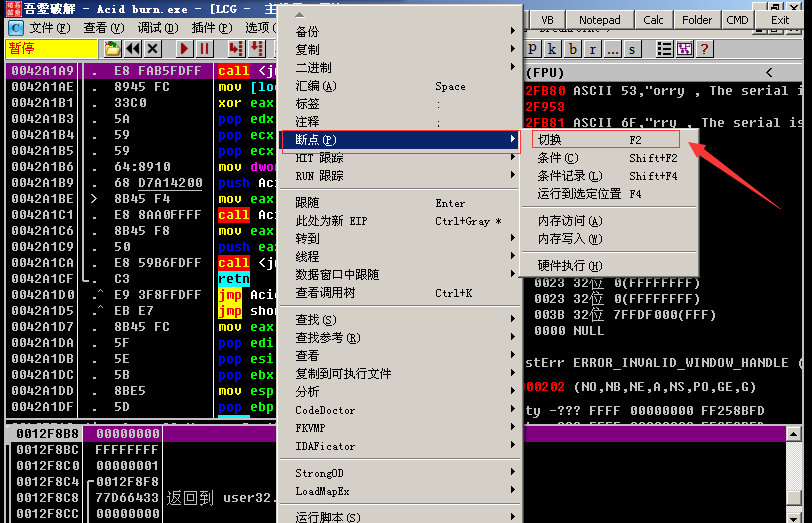 吾爱破解 - Acid burn.exe - [LCG - 主
文件(F) 查看(V) 调试(D) 插件(P) 选项
VB Notepad Calc Folder CMD Exit
暂停
p k b r ... s ?
备份
复制
二进制
汇编(A) Space
标签 :
注释 ;
断点(P)
HIT 跟踪
RUN 跟踪
跟随 Enter
此处为新 EIP Ctrl+Gray *
转到
线程
数据窗口中跟随
查看调用树 Ctrl+K
查找(S)
查找参考(R)
查看
复制到可执行文件
分析
CodeDoctor
FKVMP
IDAFicator
StrongOD
LoadMapEx
运行脚本(S)
切换 F2
条件(C) Shift+F2
条件记录(L) Shift+F4
运行到选定位置 F4
内存访问(A)
内存写入(W)
硬件执行(H)
0042A1A9 . E8 FAB5FDFF call <j
0042A1AE . 8945 FC mov [lo
0042A1B1 . 33C0 xor eax
0042A1B3 . 5A pop edx
0042A1B4 . 59 pop ecx
0042A1B5 . 59 pop ecx
0042A1B6 . 64:8910 mov dwo
0042A1B9 . 68 D7A14200 push Ac
0042A1BE > 8B45 F4 mov eax
0042A1C1 . E8 8AA0FFFF call Ac
0042A1C6 . 8B45 F8 mov eax
0042A1C9 . 50 push ea
0042A1CA . E8 59B6FDFF call <j
0042A1CF . C3 retn
0042A1D0 .^ E9 3F8FFDFF jmp Aci
0042A1D5 .^ EB E7 jmp shor
0042A1D7 . 8B45 FC mov eax
0042A1DA . 5F pop edi
0042A1DB . 5E pop esi
0042A1DC . 5B pop ebx
0042A1DD . 8BE5 mov esp
0042A1DF . 5D pop ebp
(FPU) <
2FB80 ASCII 53,"orry , The serial i
2F953
2FB81 ASCII 6F,"rry , The serial is
0023 32位 0(FFFFFFFF)
0023 32位 0(FFFFFFFF)
003B 32位 7FFDF000(FFF)
0000 NULL
stErr ERROR_INVALID_WINDOW_HANDLE (
00202 (NO,NB,NE,A,NS,PO,GE,G)
ty -??? FFFF 00000000 FF258BFD
0012F8B8 00000000
0012F8BC FFFFFFFF
0012F8C0 00000001
0012F8C4 0012F8F8
0012F8C8 77D66433 返回到 user32.
0012F8CC 00000000